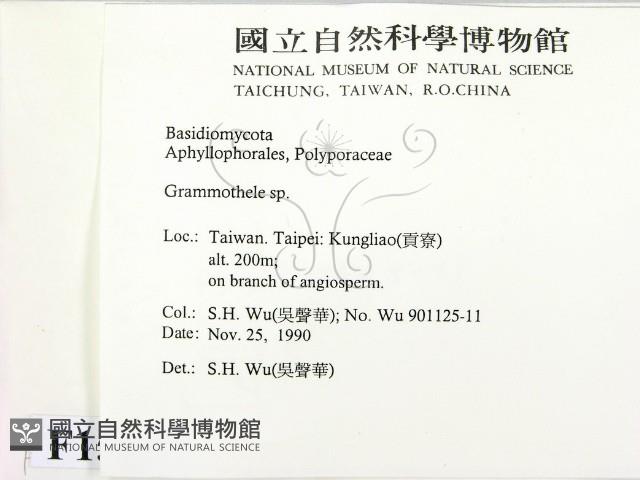 國立自然科學博物館
NATIONAL MUSEUM OF NATURAL SCIENCE
TAICHUNG, TAIWAN, R.O.CHINA
Basidiomycota
Aphyllophorales, Polyporaceae
Grammothele sp.
Loc.: Taiwan. Taipei: Kungliao(貢寮)
alt. 200m;
on branch of angiosperm.
Col.: S.H. Wu(吳聲華); No. Wu 901125-11
Date: Nov. 25, 1990
Det.: S.H. Wu(吳聲華)
國立自然科學博物館
NATIONAL MUSEUM OF NATURAL SCIENCE